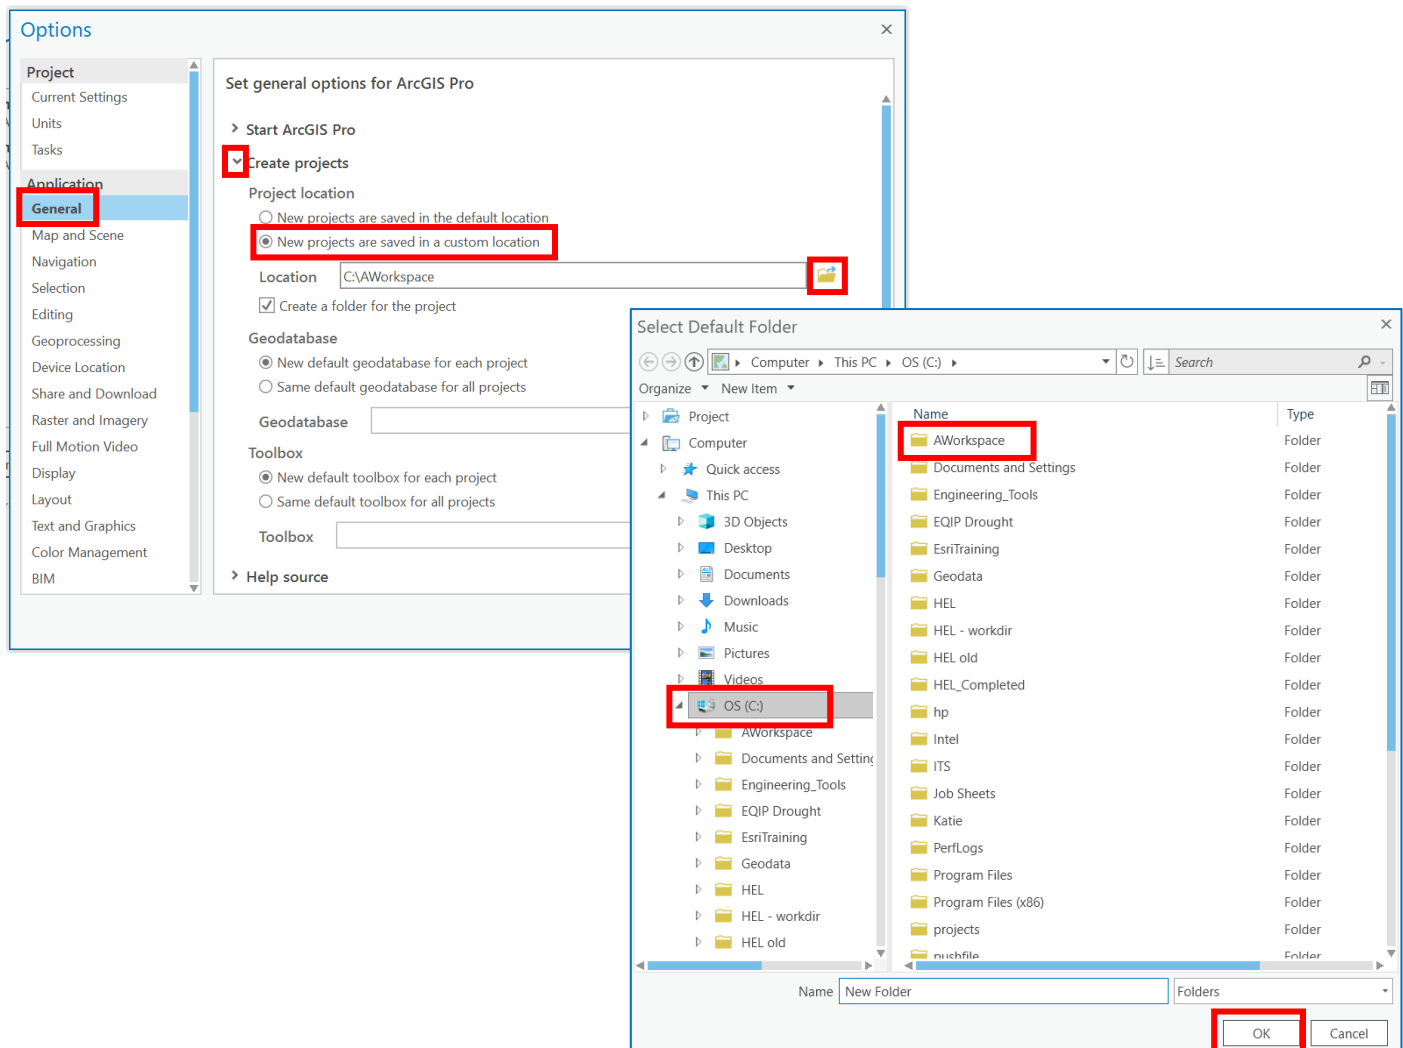 Options
Project
Current Settings
Units
Tasks
Application
General
Map and Scene
Navigation
Selection
Editing
Geoprocessing
Device Location
Share and Download
Raster and Imagery
Full Motion Video
Display
Layout
Text and Graphics
Color Management
BIM
Set general options for ArcGIS Pro
Start ArcGIS Pro
Create projects
Project location
New projects are saved in the default location
New projects are saved in a custom location
Location C:\AWorkspace
Create a folder for the project
Geodatabase
New default geodatabase for each project
Same default geodatabase for all projects
Geodatabase
Toolbox
New default toolbox for each project
Same default toolbox for all projects
Toolbox
Help source
Select Default Folder
Computer This PC OS (C:) Search
Organize New Item
Project
Computer
Quick access
This PC
3D Objects
Desktop
Documents
Downloads
Music
Pictures
Videos
OS (C:)
AWorkspace
Documents and Setting
Engineering_Tools
EQIP Drought
EsriTraining
Geodata
HEL
HEL - workdir
HEL old
Name Type
AWorkspace Folder
Documents and Settings Folder
Engineering_Tools Folder
EQIP Drought Folder
EsriTraining Folder
Geodata Folder
HEL Folder
HEL - workdir Folder
HEL old Folder
HEL_Completed Folder
hp Folder
Intel Folder
ITS Folder
Job Sheets Folder
Katie Folder
PerfLogs Folder
Program Files Folder
Program Files (x86) Folder
projects Folder
pushfile Folder
Name New Folder Folders
OK Cancel